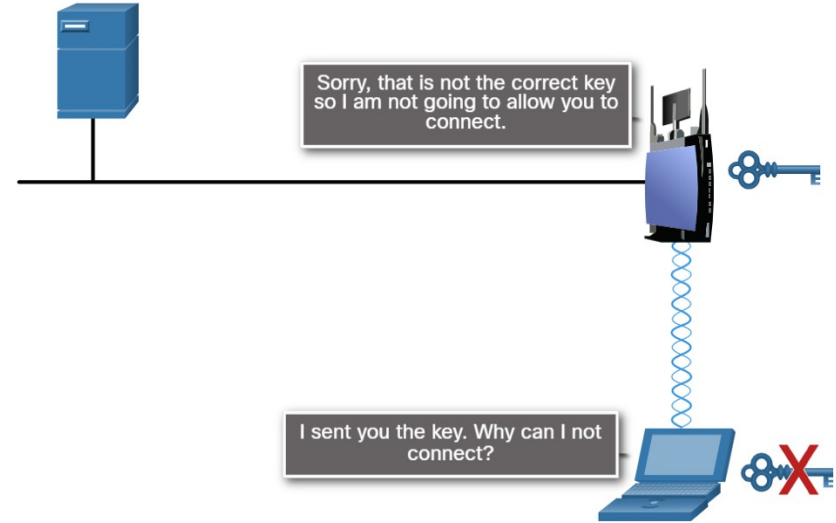 Sorry, that is not the correct key
so I am not going to allow you to
connect.
I sent you the key. Why can I not
connect?